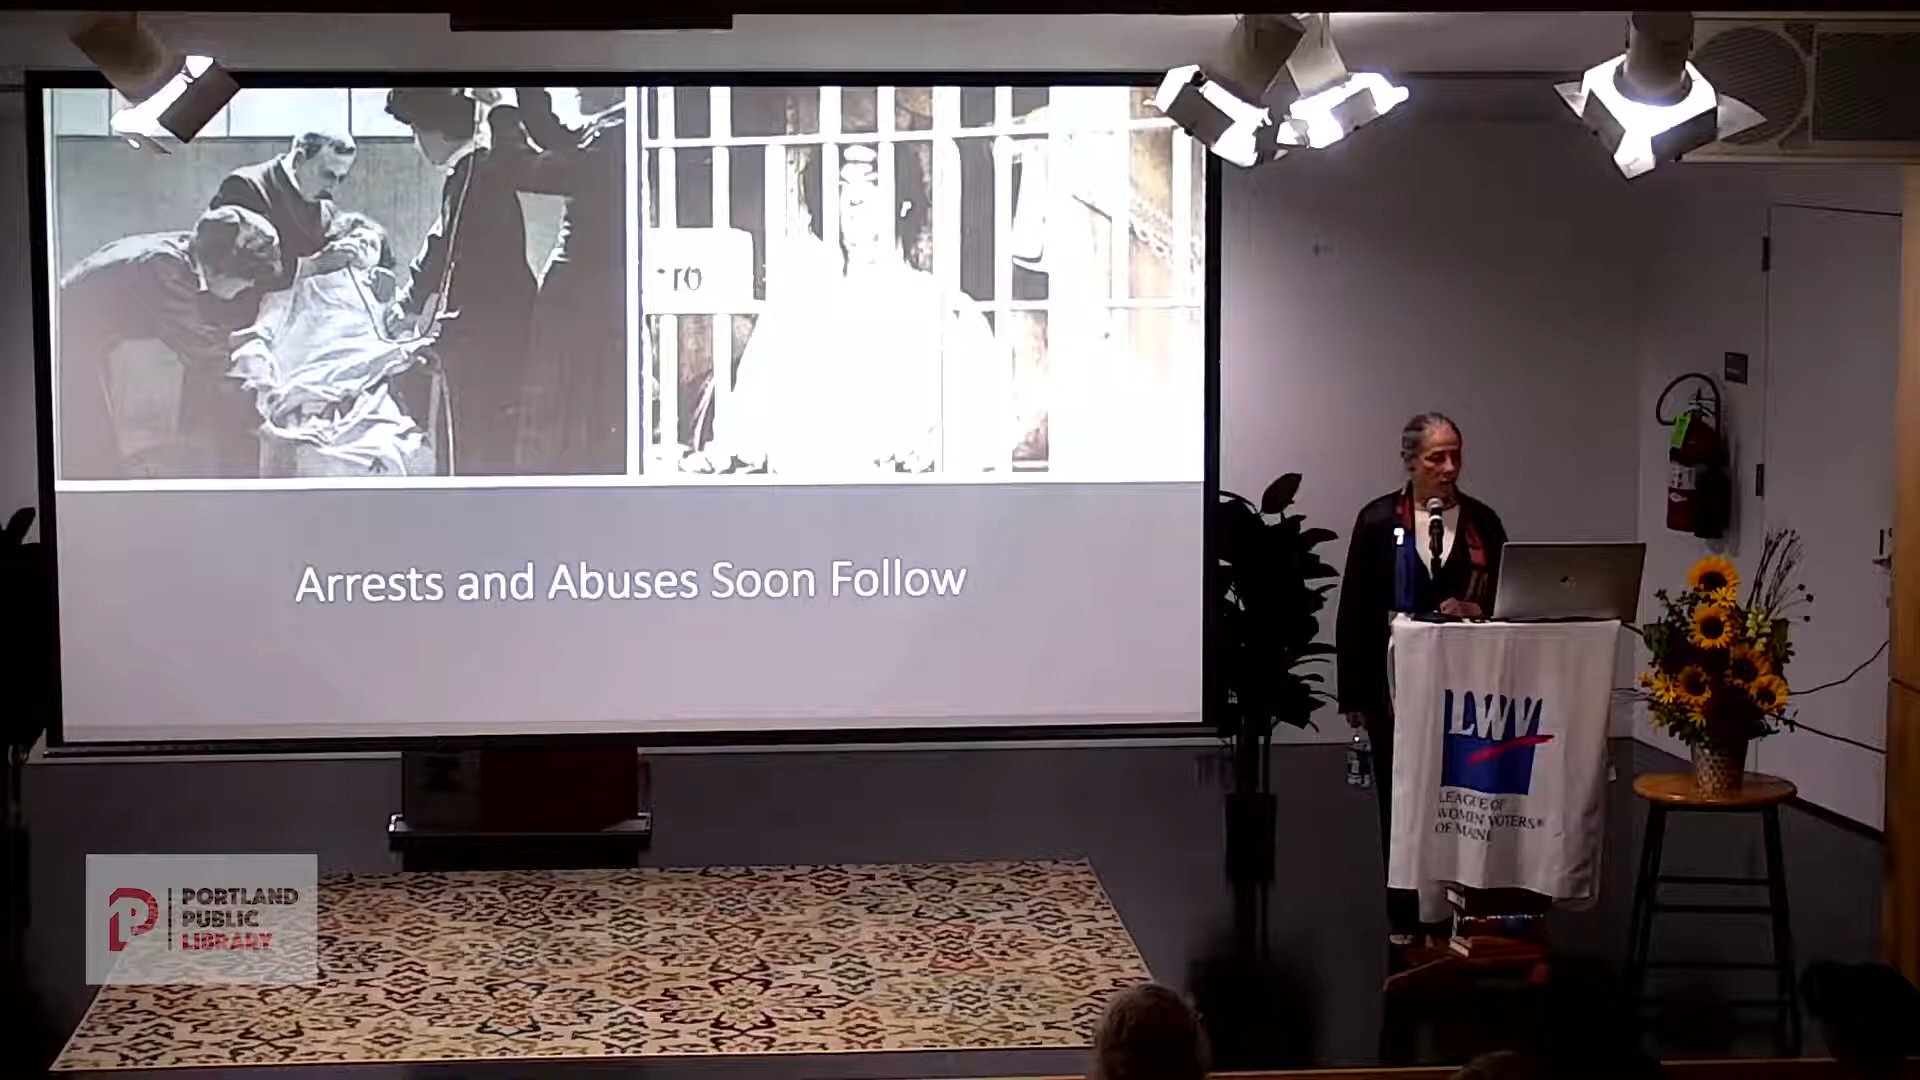 TO
Arrests and Abuses Soon Follow
LWV
LEAGUE OF
WOMEN VOTERS®
OF MAINE
PORTLAND
PUBLIC
LIBRARY